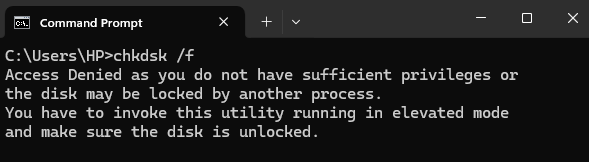 Command Prompt
C:\Users\HP>chkdsk /f
Access Denied as you do not have sufficient privileges or
the disk may be locked by another process.
You have to invoke this utility running in elevated mode
and make sure the disk is unlocked.